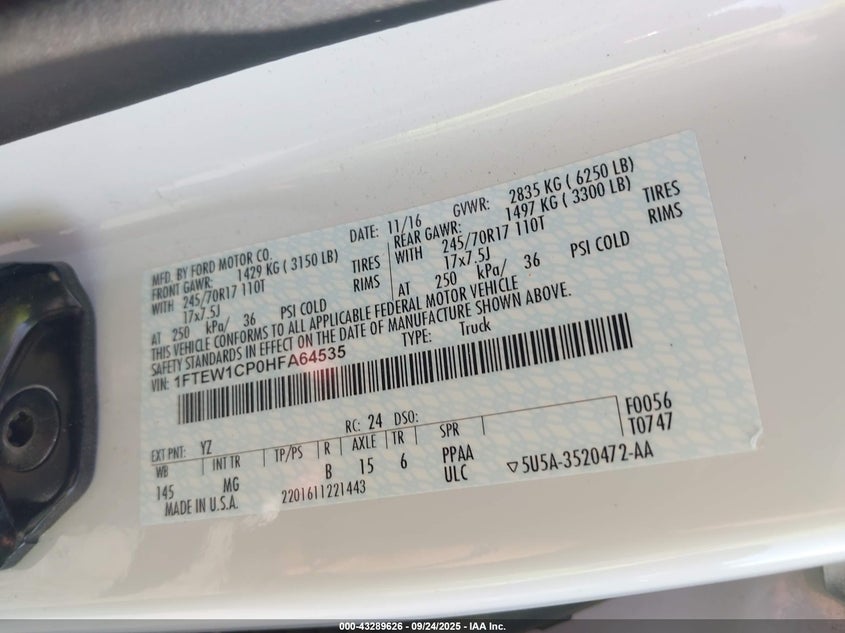 MFD. BY FORD MOTOR CO.
DATE: 11/16 GVWR: 2835 KG ( 6250 LB)
FRONT GAWR: 1429 KG ( 3150 LB)
REAR GAWR: 1497 KG ( 3300 LB)
WITH 245/70R17 110T TIRES
WITH 245/70R17 110T TIRES
17x7.5J RIMS
17x7.5J RIMS
AT 250 kPa/ 36 PSI COLD
AT 250 kPa/ 36 PSI COLD
THIS VEHICLE CONFORMS TO ALL APPLICABLE FEDERAL MOTOR VEHICLE
SAFETY STANDARDS IN EFFECT ON THE DATE OF MANUFACTURE SHOWN ABOVE.
VIN: 1FTEW1CP0HFA64535 TYPE: Truck
RC: 24 DSO:
EXT PNT: YZ
F0056
T0747
WB INT TR TP/PS R AXLE TR SPR
145 MG B 15 6 PPAA
ULC
MADE IN U.S.A. 2201611221443
5U5A-3520472-AA
000-43289626 - 09/24/2025 - IAA Inc.